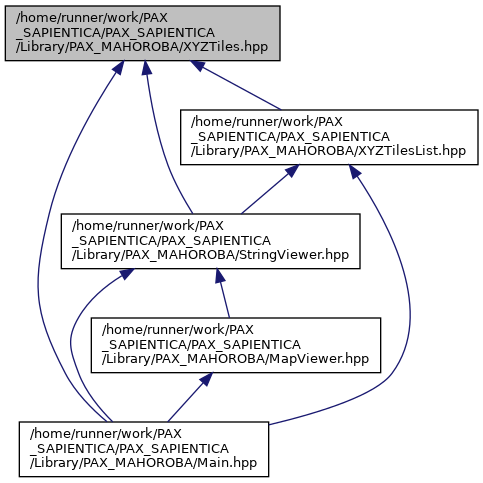 /home/runner/work/PAX
_SAPIENTICA/PAX_SAPIENTICA
/Library/PAX_MAHOROBA/XYZTiles.hpp
/home/runner/work/PAX
_SAPIENTICA/PAX_SAPIENTICA
/Library/PAX_MAHOROBA/XYZTilesList.hpp
/home/runner/work/PAX
_SAPIENTICA/PAX_SAPIENTICA
/Library/PAX_MAHOROBA/StringViewer.hpp
/home/runner/work/PAX
_SAPIENTICA/PAX_SAPIENTICA
/Library/PAX_MAHOROBA/MapViewer.hpp
/home/runner/work/PAX
_SAPIENTICA/PAX_SAPIENTICA
/Library/PAX_MAHOROBA/Main.hpp